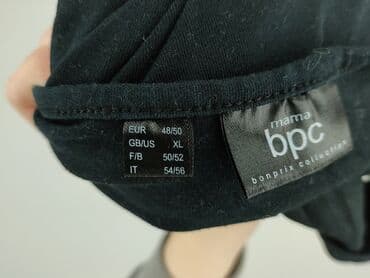 EUR 48/50
GB/US XL
F/B 50/52
IT 54/56
mama
bpc
bonprix collection